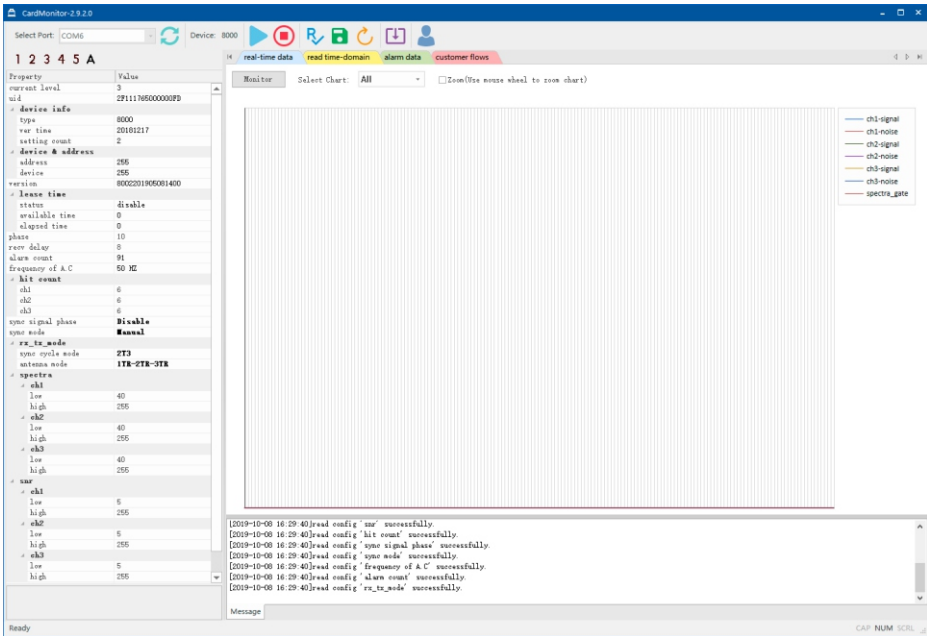 CardMonitor-2.9.2.0
Select Port: COM6 Device: 8000
1 2 3 4 5 A
real-time data read time-domain alarm data customer flows
Property Value
current level 3
uid 2F111765000000FD
device info
type 8000
ver time 20181217
setting count 2
device & address
address 255
device 255
version 8002201905081400
lease time
status disable
available time 0
elapsed time 0
phase 10
recv delay 8
alarm count 91
frequency of A.C 50 HZ
hit count
ch1 6
ch2 6
ch3 6
sync signal phase Disable
sync mode Manual
rx_tx_mode
sync cycle mode 2T3
antenna mode 1TR-2TR-3TR
spectra
ch1
low 40
high 255
ch2
low 40
high 255
ch3
low 40
high 255
snr
ch1
low 5
high 255
ch2
low 5
high 255
ch3
low 5
high 255
Monitor Select Chart: All Zoom(Use mouse wheel to zoom chart)
ch1-signal
ch1-noise
ch2-signal
ch2-noise
ch3-signal
ch3-noise
spectra_gate
[2019-10-08 16:29:40]read config 'snr' successfully.
[2019-10-08 16:29:40]read config 'hit count' successfully.
[2019-10-08 16:29:40]read config 'sync signal phase' successfully.
[2019-10-08 16:29:40]read config 'sync mode' successfully.
[2019-10-08 16:29:40]read config 'frequency of A.C' successfully.
[2019-10-08 16:29:40]read config 'alarm count' successfully.
[2019-10-08 16:29:40]read config 'rx_tx_mode' successfully.
Message
Ready CAP NUM SCRL